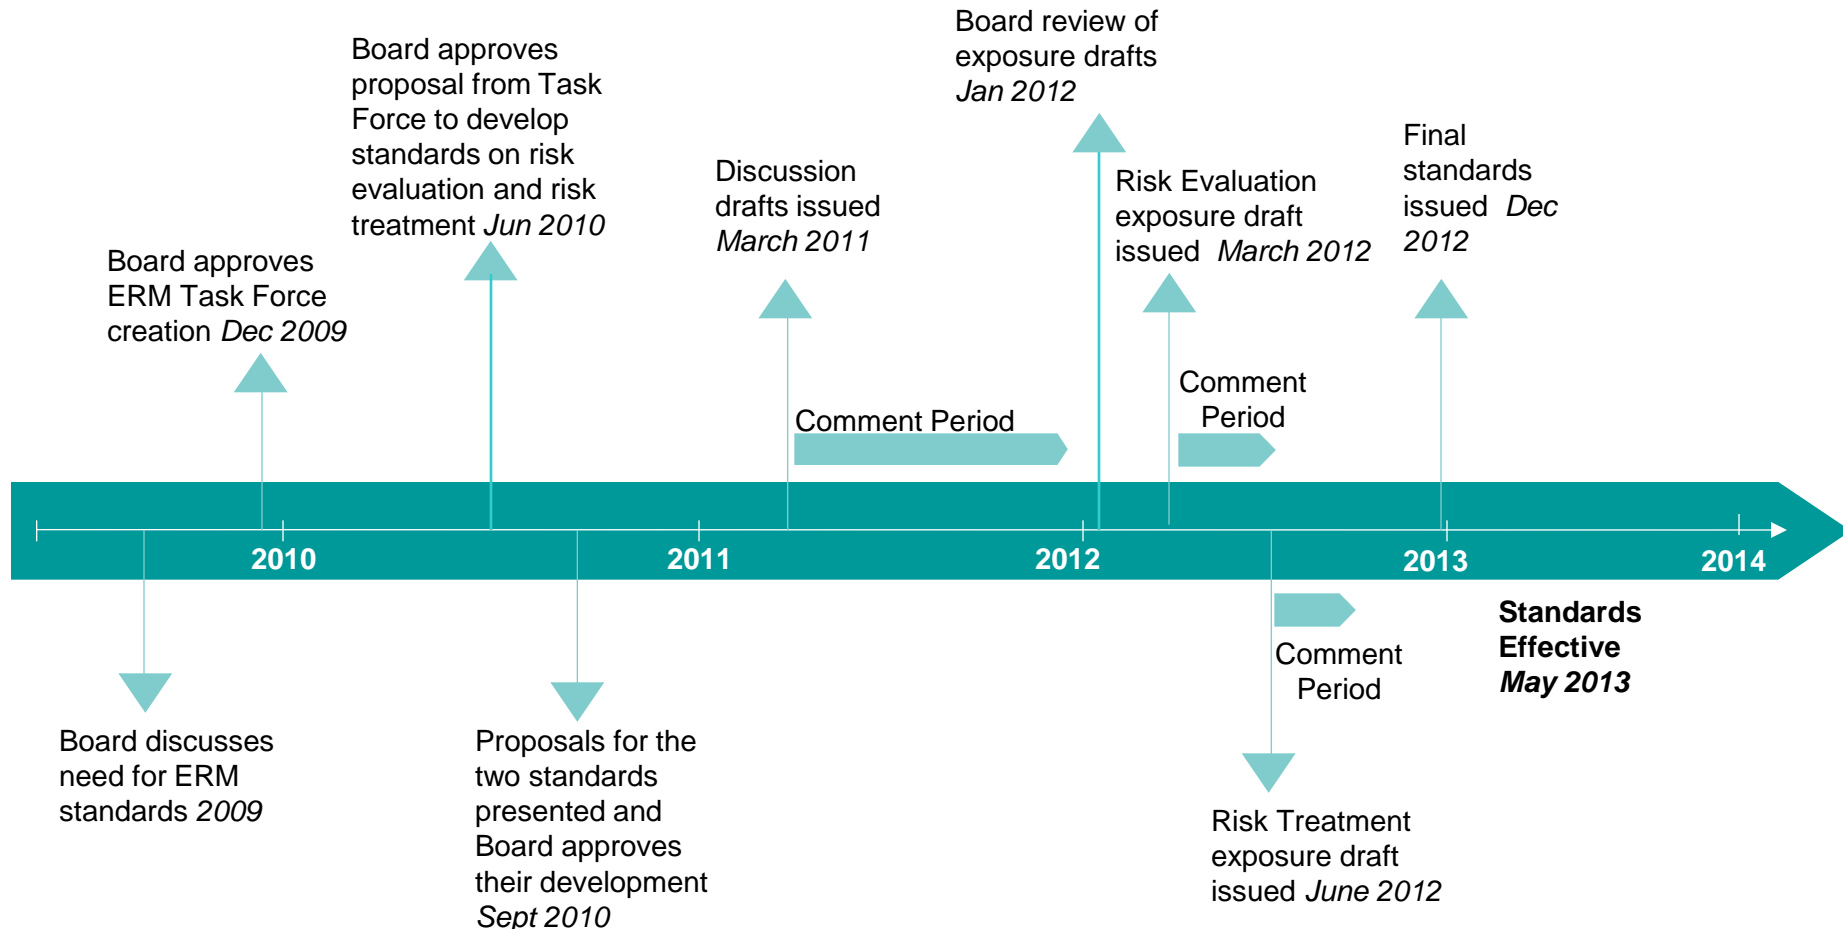 Board approves
ERM Task Force
creation Dec 2009
Board approves
proposal from Task
Force to develop
standards on risk
evaluation and risk
treatment Jun 2010
Discussion
drafts issued
March 2011
Board review of
exposure drafts
Jan 2012
Risk Evaluation
exposure draft
issued March 2012
Final
standards
issued Dec
2012
Comment Period
Comment
Period
2010
2011
2012
2013
2014
Board discusses
need for ERM
standards 2009
Proposals for the
two standards
presented and
Board approves
their development
Sept 2010
Comment
Period
Risk Treatment
exposure draft
issued June 2012
Standards
Effective
May 2013